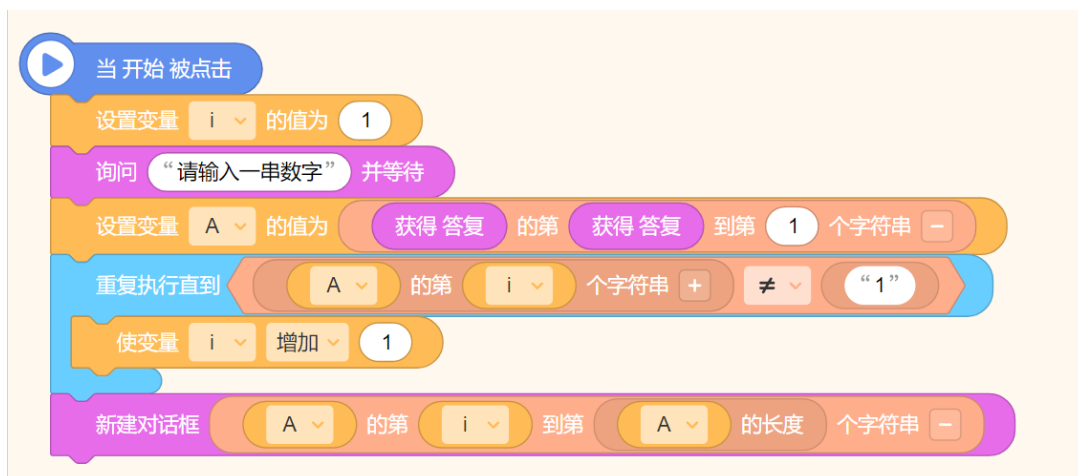 当 开始 被点击
设置变量 i 的值为 1
询问 “请输入一串数字” 并等待
设置变量 A 的值为 获得 答复 的第 获得 答复 到第 1 个字符串 −
重复执行直到 A 的第 i 个字符串 + ≠ “1”
使变量 i 增加 1
新建对话框 A 的第 i 到第 A 的长度 个字符串 −